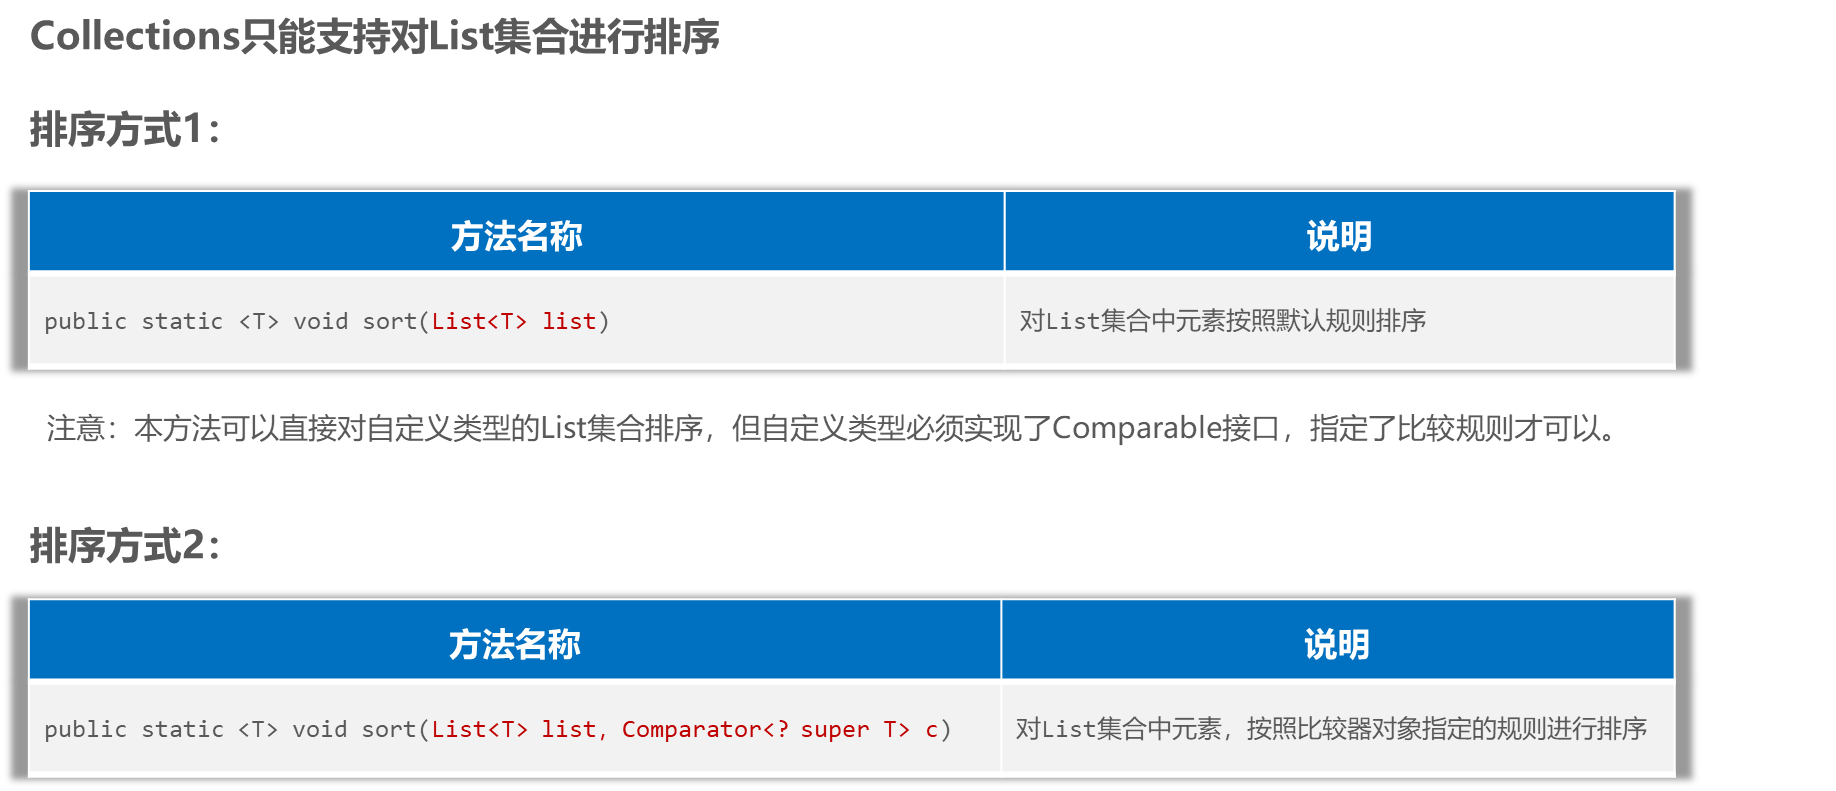 Collections只能支持对List集合进行排序
排序方式1：
方法名称 说明
public static <T> void sort(List<T> list) 对List集合中元素按照默认规则排序
注意：本方法可以直接对自定义类型的List集合排序，但自定义类型必须实现了Comparable接口，指定了比较规则才可以。
排序方式2：
方法名称 说明
public static <T> void sort(List<T> list, Comparator<? super T> c) 对List集合中元素，按照比较器对象指定的规则进行排序